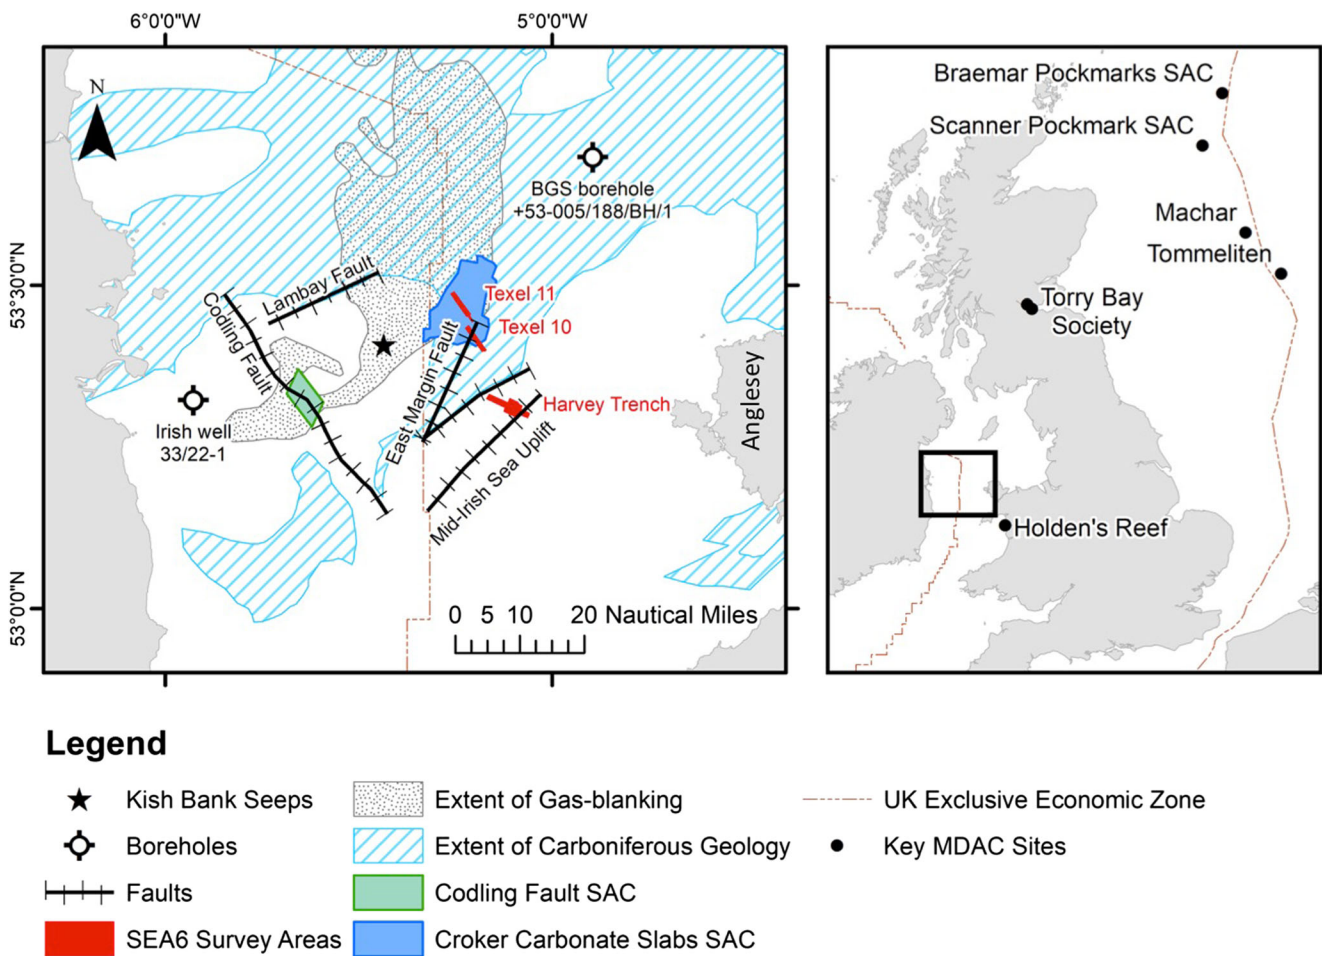 6°0'0"W
5°0'0"W
N
BGS borehole
+53-005/188/BH/1
53°30'0"N
Lambay Fault
Codling Fault
Texel 11
Texel 10
East Margin Fault
Harvey Trench
Anglesey
Irish well
33/22-1
Mid-Irish Sea Uplift
53°0'0"N
0 5 10 20 Nautical Miles
Braemar Pockmarks SAC
Scanner Pockmark SAC
Machar
Tommeliten
Torry Bay
Society
Holden's Reef
Legend
Kish Bank Seeps
Boreholes
Faults
SEA6 Survey Areas
Extent of Gas-blanking
Extent of Carboniferous Geology
Codling Fault SAC
Croker Carbonate Slabs SAC
UK Exclusive Economic Zone
Key MDAC Sites